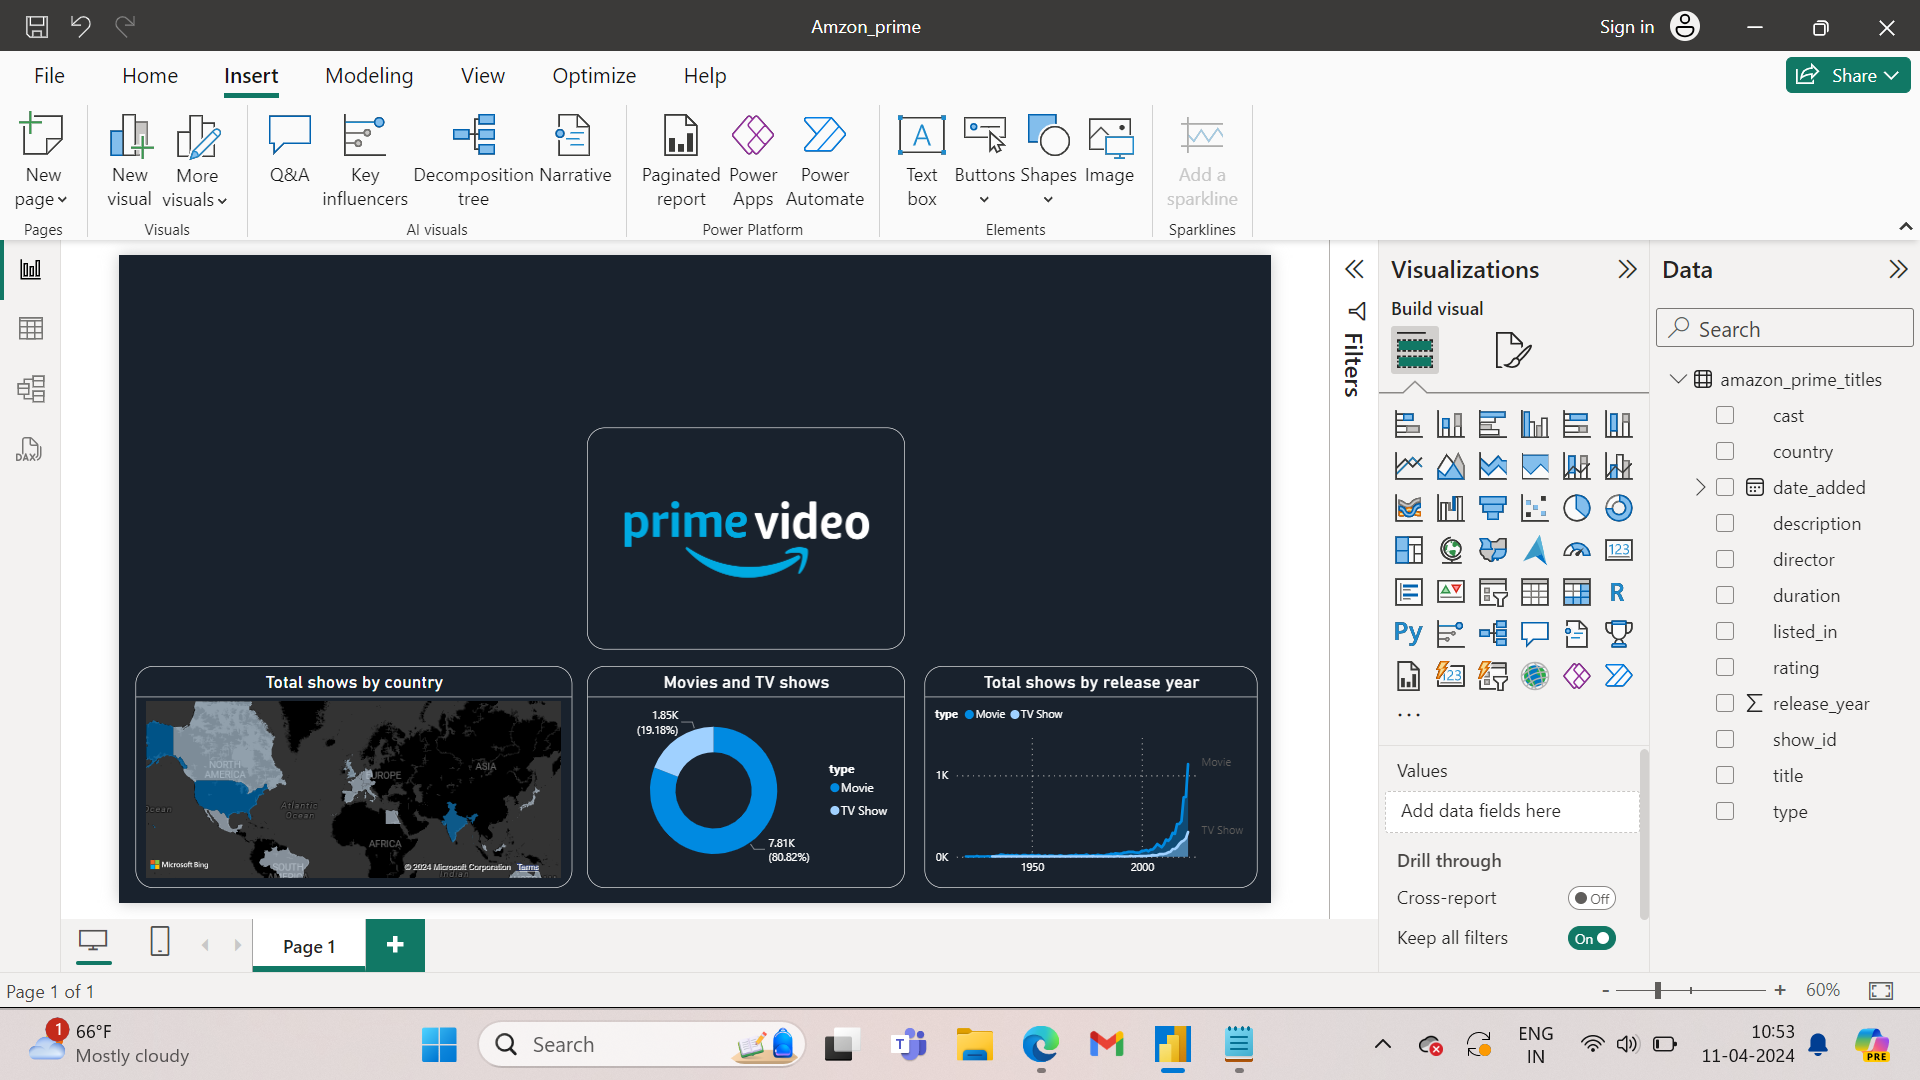 Amzon_prime
Sign in
File Home Insert Modeling View Optimize Help
Share
New page
Pages
New visual
More visuals
Visuals
Q&A
Key influencers
Decomposition tree
Narrative
AI visuals
Paginated report
Power Apps
Power Automate
Power Platform
A
Text box
Buttons
Shapes
Image
Elements
Add a sparkline
Sparklines
DAX
prime video
Total shows by country
NORTH AMERICA
EUROPE
ASIA
Atlantic Ocean
Ocean
AFRICA
SOUTH
Microsoft Bing
© 2024 Microsoft Corporation Terms
Indian
Movies and TV shows
1.85K
(19.18%)
type
Movie
TV Show
7.81K
(80.82%)
Total shows by release year
type Movie TV Show
Movie
1K
TV Show
0K
1950 2000
Filters
Visualizations
Build visual
123
R
Py
123
...
Values
Add data fields here
Drill through
Cross-report
Off
Keep all filters
On
Data
Search
amazon_prime_titles
cast
country
date_added
description
director
duration
listed_in
rating
release_year
show_id
title
type
Page 1
+
Page 1 of 1
- + 60%
1
66°F
Mostly cloudy
Search
T
ENG
IN
10:53
11-04-2024
PRE